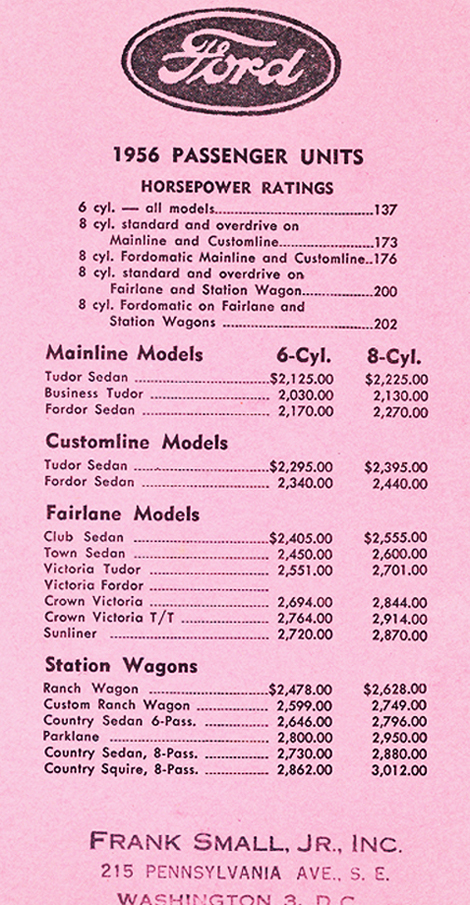 Ford
1956 PASSENGER UNITS
HORSEPOWER RATINGS
6 cyl. — all models........................................137
8 cyl. standard and overdrive on
Mainline and Customline........................173
8 cyl. Fordomatic Mainline and Customline..176
8 cyl. standard and overdrive on
Fairlane and Station Wagon.................200
8 cyl. Fordomatic on Fairlane and
Station Wagons .....................................202
Mainline Models 6-Cyl. 8-Cyl.
Tudor Sedan ..................................$2,125.00 $2,225.00
Business Tudor .............................. 2,030.00 2,130.00
Fordor Sedan ................................ 2,170.00 2,270.00
Customline Models
Tudor Sedan ..................................$2,295.00 $2,395.00
Fordor Sedan ................................ 2,340.00 2,440.00
Fairlane Models
Club Sedan ..................................$2,405.00 $2,555.00
Town Sedan .................................. 2,450.00 2,600.00
Victoria Tudor .............................. 2,551.00 2,701.00
Victoria Fordor ..............................
Crown Victoria .............................. 2,694.00 2,844.00
Crown Victoria T/T ....................... 2,764.00 2,914.00
Sunliner ...................................... 2,720.00 2,870.00
Station Wagons
Ranch Wagon ..............................$2,478.00 $2,628.00
Custom Ranch Wagon .................. 2,599.00 2,749.00
Country Sedan 6-Pass. ................. 2,646.00 2,796.00
Parklane ...................................... 2,800.00 2,950.00
Country Sedan, 8-Pass. ................ 2,730.00 2,880.00
Country Squire, 8-Pass. ................ 2,862.00 3,012.00
FRANK SMALL, JR., INC.
215 PENNSYLVANIA AVE., S. E.
WASHINGTON 3, D.C.